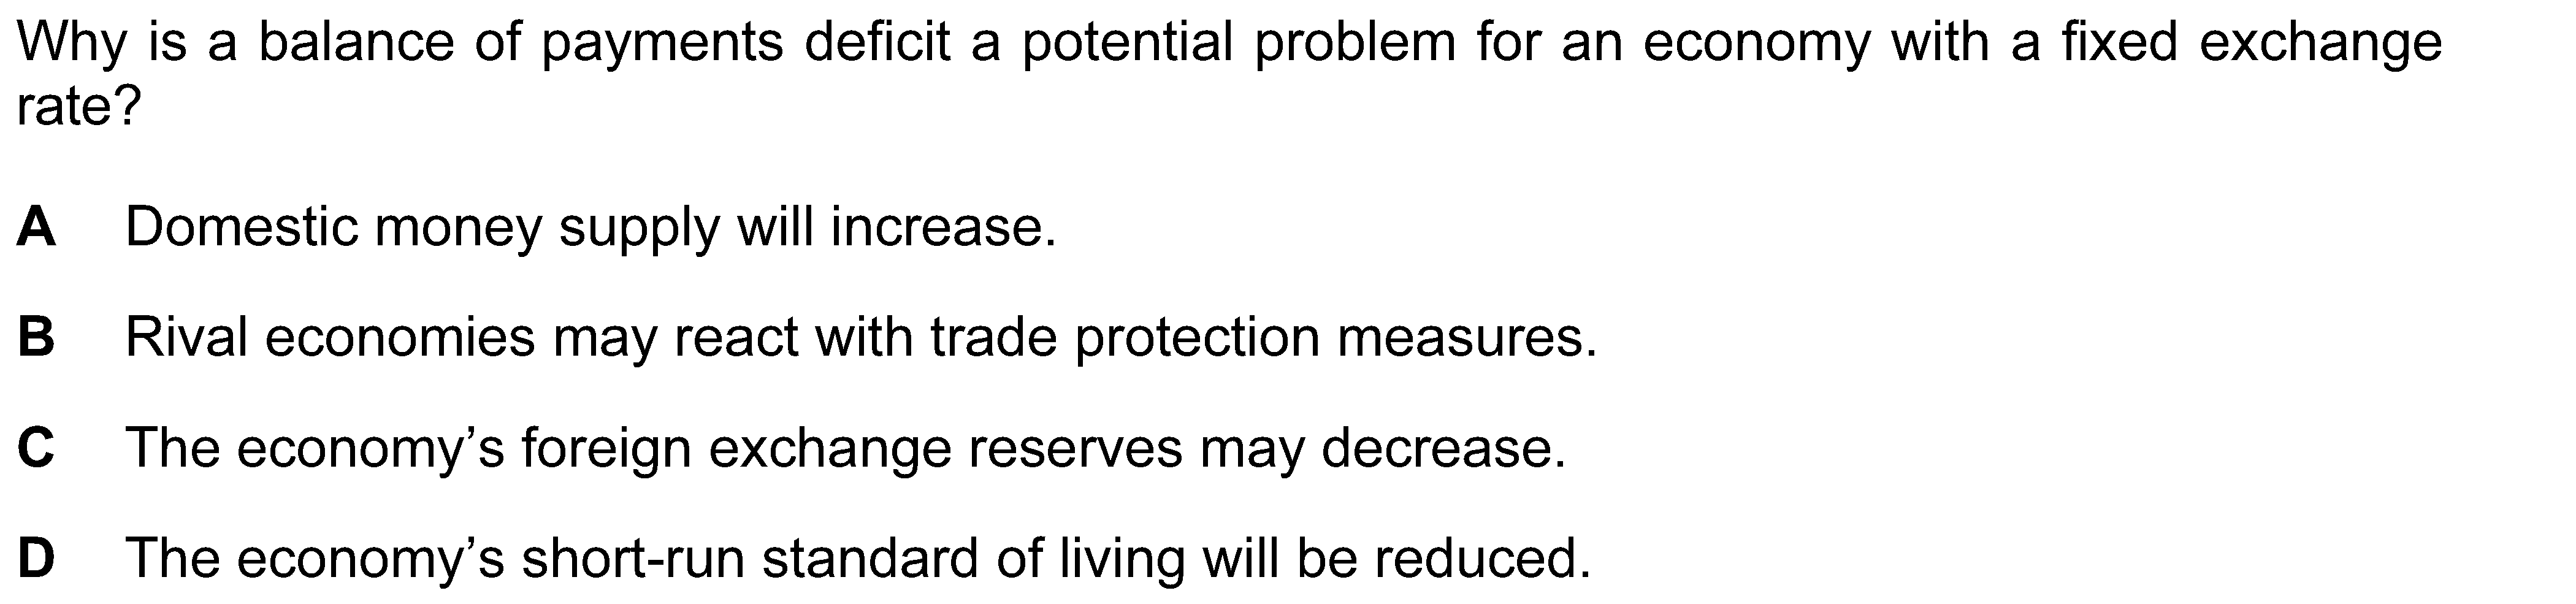 Why is a balance of payments deficit a potential problem for an economy with a fixed exchange
rate?
A Domestic money supply will increase.
B Rival economies may react with trade protection measures.
C The economy’s foreign exchange reserves may decrease.
D The economy’s short-run standard of living will be reduced.